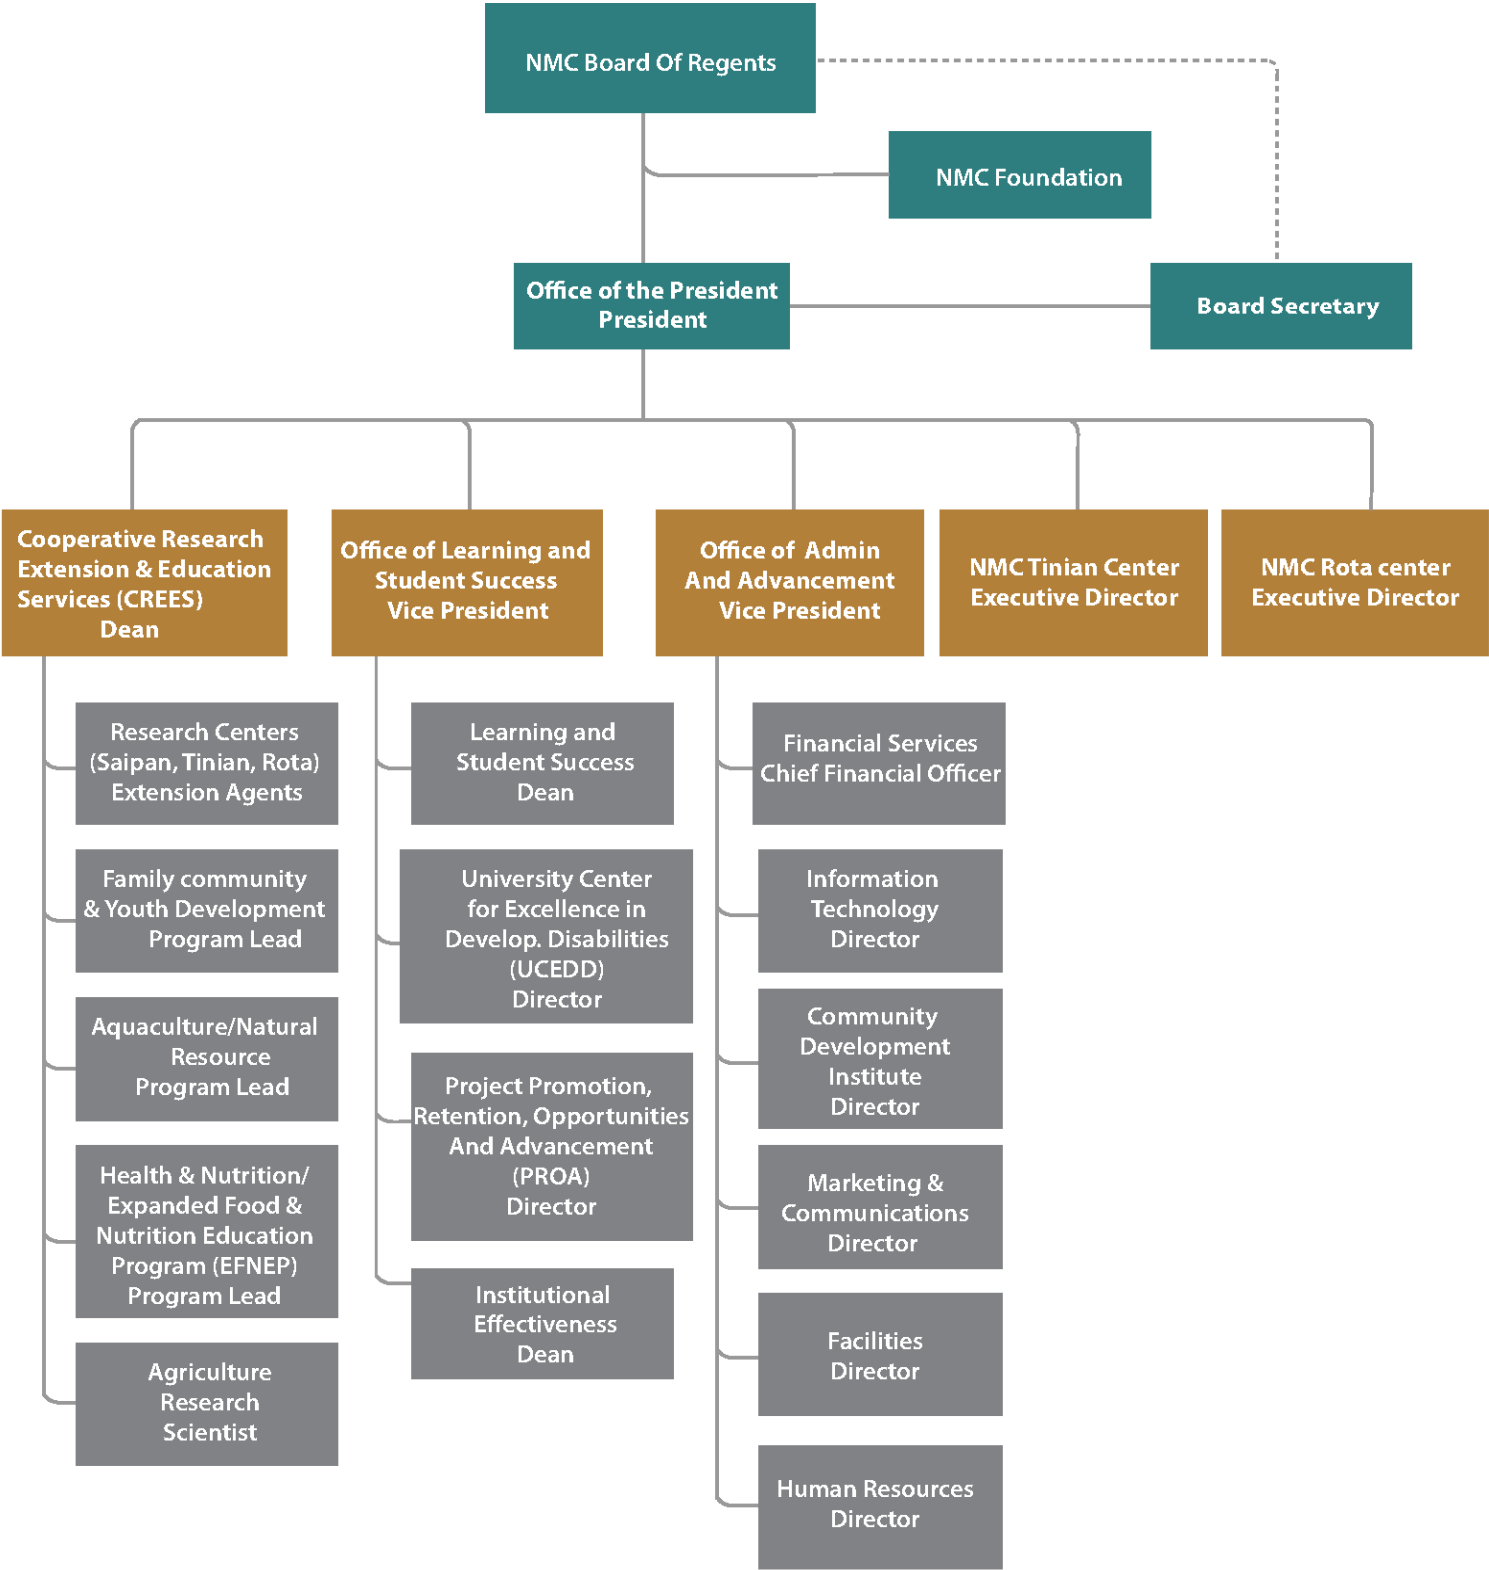 NMC Board Of Regents
NMC Foundation
Office of the President
President
Board Secretary
Cooperative Research
Extension & Education
Services (CREES)
Dean
Office of Learning and
Student Success
Vice President
Office of Admin
And Advancement
Vice President
NMC Tinian Center
Executive Director
NMC Rota center
Executive Director
Research Centers
(Saipan, Tinian, Rota)
Extension Agents
Family community
& Youth Development
Program Lead
Aquaculture/Natural
Resource
Program Lead
Health & Nutrition/
Expanded Food &
Nutrition Education
Program (EFNEP)
Program Lead
Agriculture
Research
Scientist
Learning and
Student Success
Dean
University Center
for Excellence in
Develop. Disabilities
(UCEDD)
Director
Project Promotion,
Retention, Opportunities
And Advancement
(PROA)
Director
Institutional
Effectiveness
Dean
Financial Services
Chief Financial Officer
Information
Technology
Director
Community
Development
Institute
Director
Marketing &
Communications
Director
Facilities
Director
Human Resources
Director